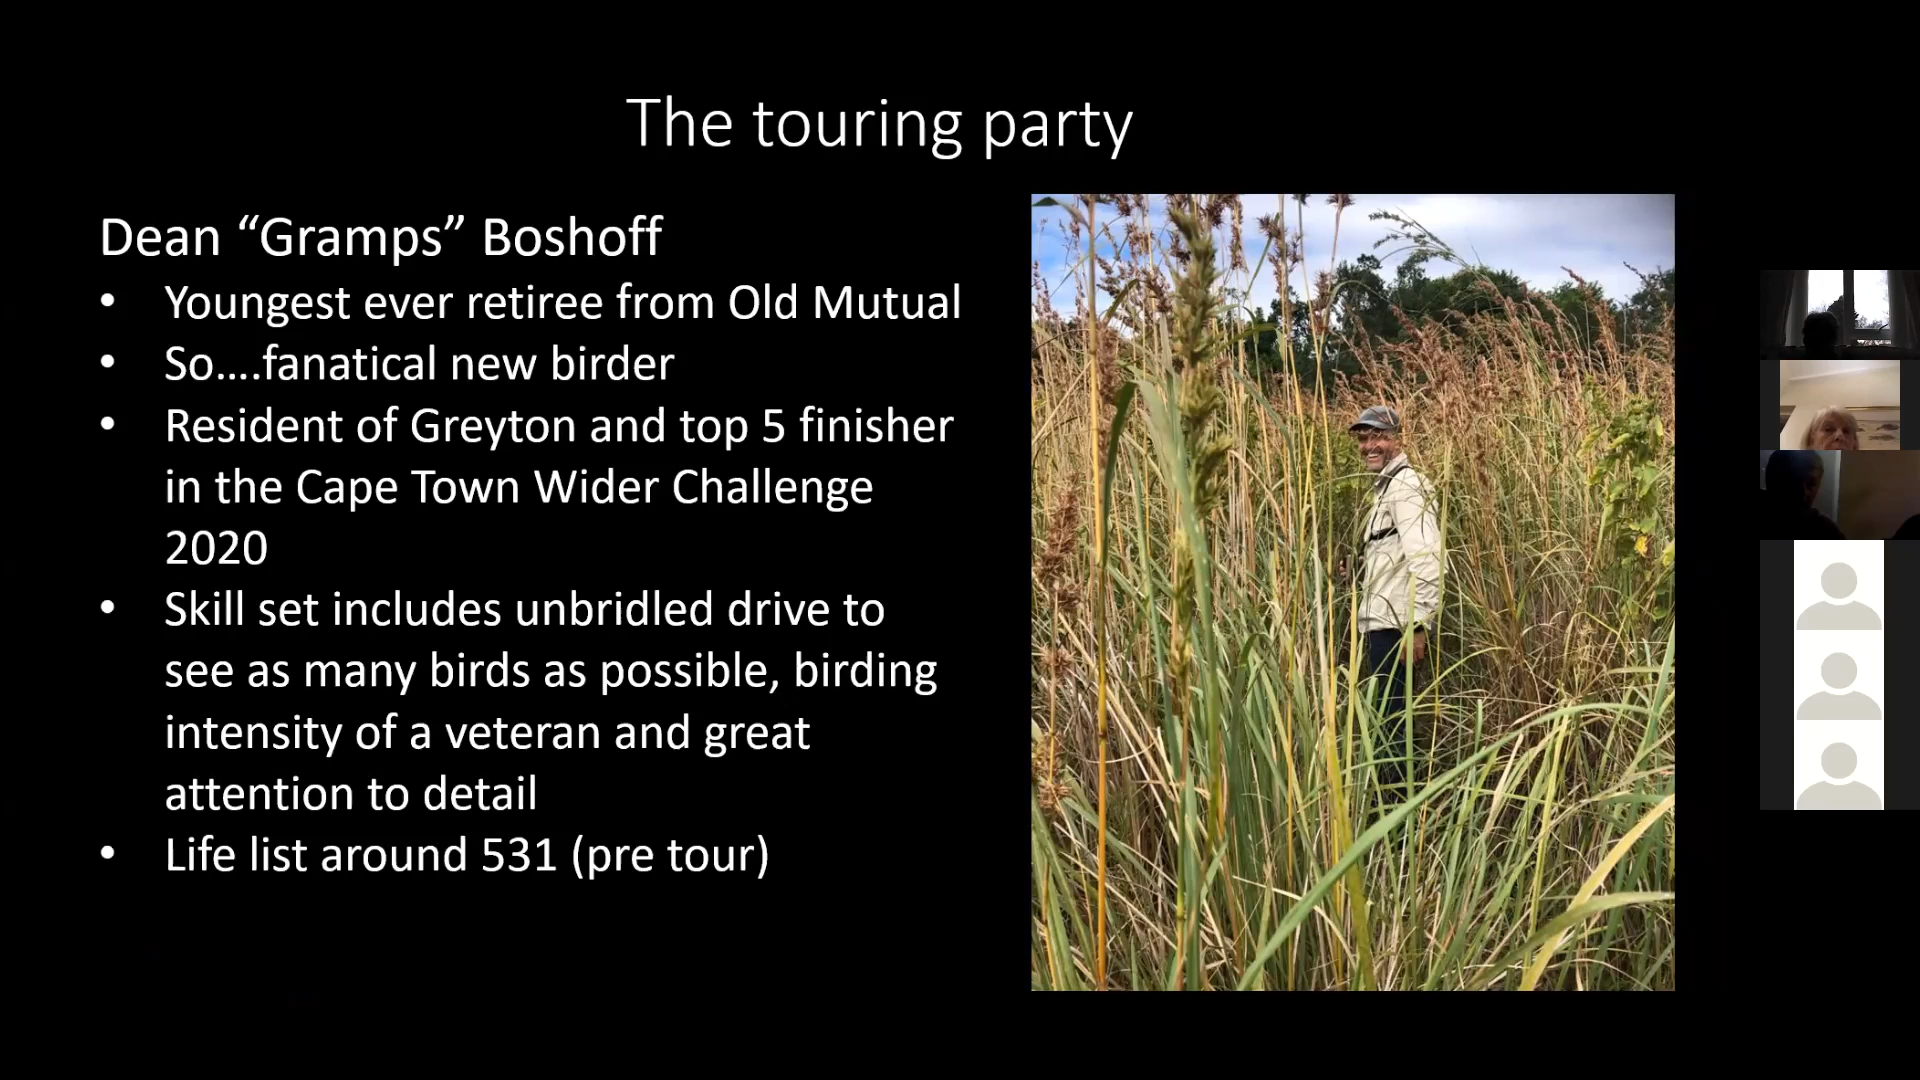 The touring party
Dean “Gramps” Boshoff
• Youngest ever retiree from Old Mutual
• So....fanatical new birder
• Resident of Greyton and top 5 finisher
in the Cape Town Wider Challenge
2020
• Skill set includes unbridled drive to
see as many birds as possible, birding
intensity of a veteran and great
attention to detail
• Life list around 531 (pre tour)